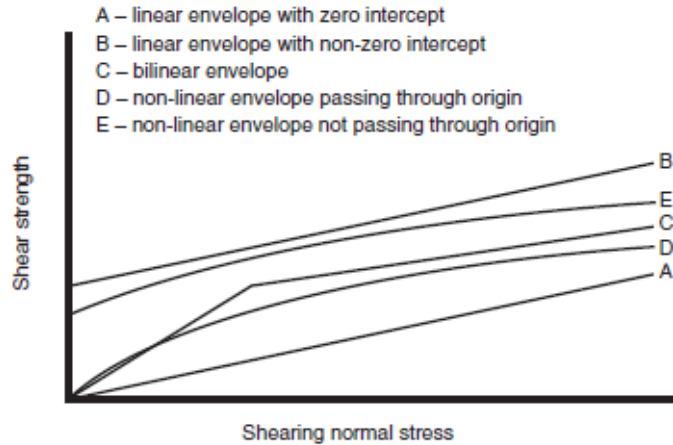 A – linear envelope with zero intercept
B – linear envelope with non-zero intercept
C – bilinear envelope
D – non-linear envelope passing through origin
E – non-linear envelope not passing through origin
B
E
C
D
A
Shear strength
Shearing normal stress